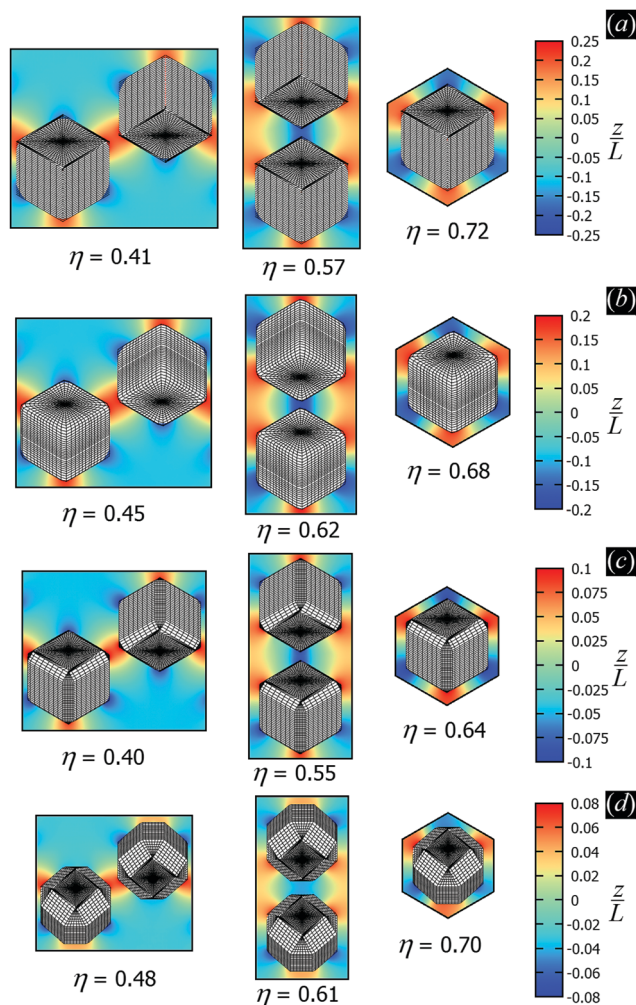 (a)
0.25
0.2
0.15
0.1
0.05
0
-0.05
-0.1
-0.15
-0.2
-0.25
z
L
η = 0.41
η = 0.57
η = 0.72
(b)
0.2
0.15
0.1
0.05
0
-0.05
-0.1
-0.15
-0.2
z
L
η = 0.45
η = 0.62
η = 0.68
(c)
0.1
0.075
0.05
0.025
0
-0.025
-0.05
-0.075
-0.1
z
L
η = 0.40
η = 0.55
η = 0.64
(d)
0.08
0.06
0.04
0.02
0
-0.02
-0.04
-0.06
-0.08
z
L
η = 0.48
η = 0.61
η = 0.70